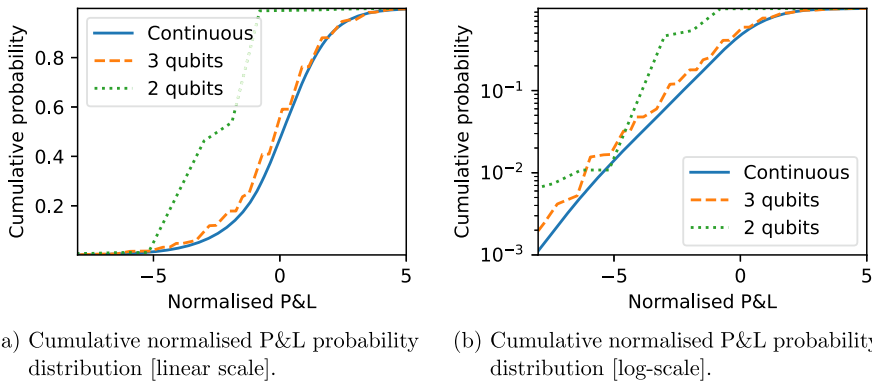 Continuous
3 qubits
2 qubits
0.8
0.6
0.4
0.2
Cumulative probability
−5
0
5
Normalised P&L
10⁻¹
10⁻²
10⁻³
Cumulative probability
Continuous
3 qubits
2 qubits
−5
0
5
Normalised P&L
a) Cumulative normalised P&L probability
distribution [linear scale].
(b) Cumulative normalised P&L probability
distribution [log-scale].